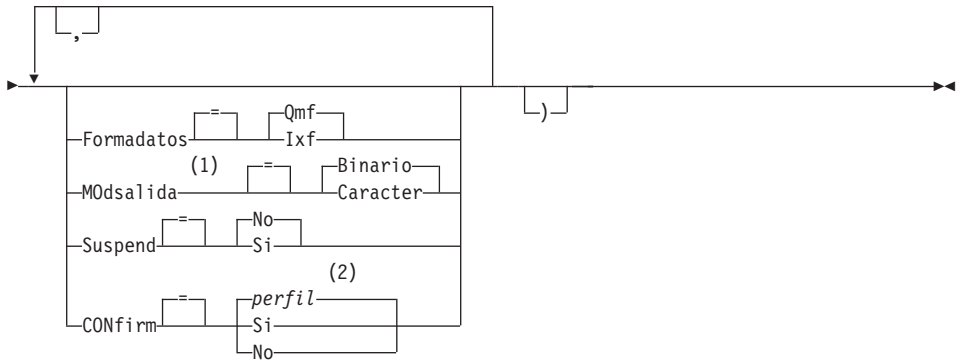 ,
Formadatos = Qmf
Ixf
)
(1)
MOdsalida = Binario
Caracter
Suspend = No
Si
(2)
CONfirm = perfil
Si
No